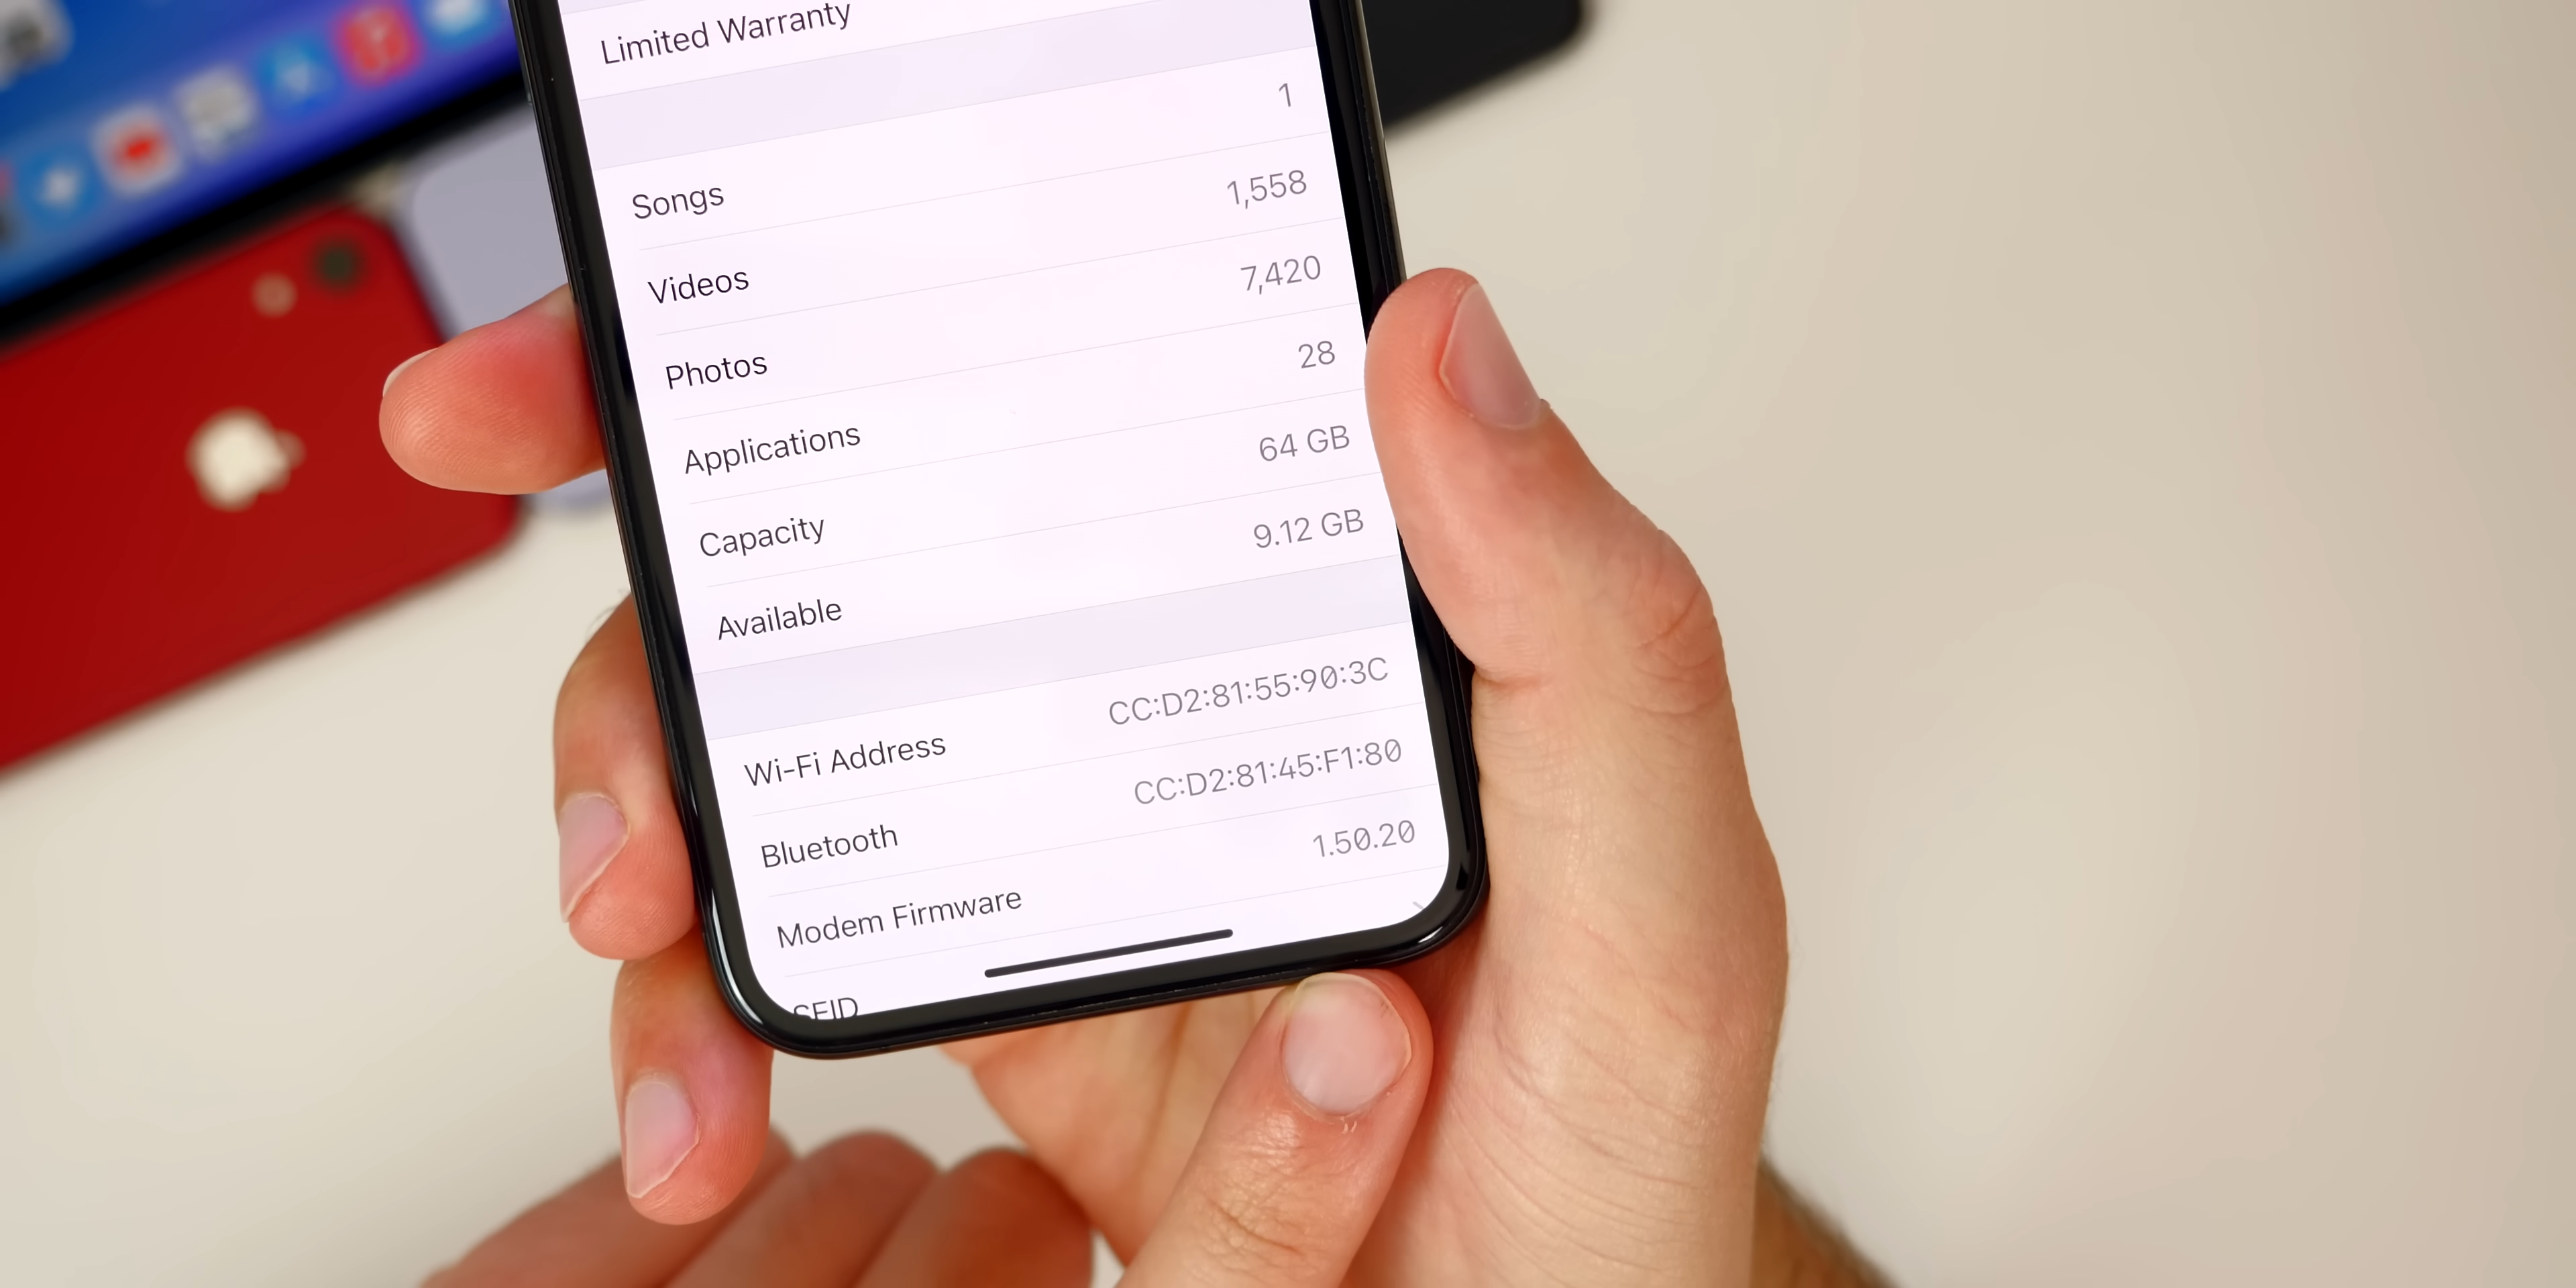 Limited Warranty
Songs 1
Videos 1,558
Photos 7,420
Applications 28
Capacity 64 GB
Available 9.12 GB
Wi-Fi Address CC:D2:81:55:90:3C
Bluetooth CC:D2:81:45:F1:80
Modem Firmware 1.50.20
SEID